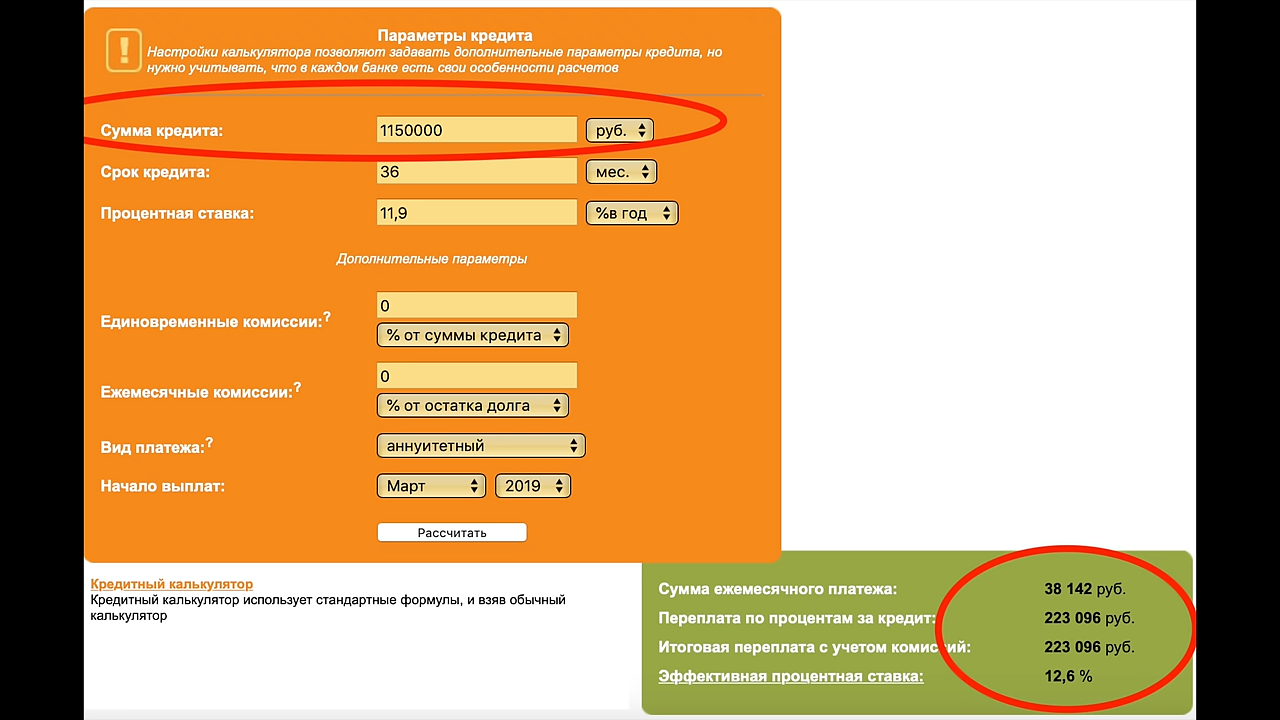 Параметры кредита
Настройки калькулятора позволяют задавать дополнительные параметры кредита, но
нужно учитывать, что в каждом банке есть свои особенности расчетов
Сумма кредита: 1150000 руб.
Срок кредита: 36 мес.
Процентная ставка: 11,9 %в год
Дополнительные параметры
Единовременные комиссии:? 0
% от суммы кредита
Ежемесячные комиссии:? 0
% от остатка долга
Вид платежа:? аннуитетный
Начало выплат: Март 2019
Рассчитать
Кредитный калькулятор
Кредитный калькулятор использует стандартные формулы, и взяв обычный
калькулятор
Сумма ежемесячного платежа: 38 142 руб.
Переплата по процентам за кредит: 223 096 руб.
Итоговая переплата с учетом комиссий: 223 096 руб.
Эффективная процентная ставка: 12,6 %